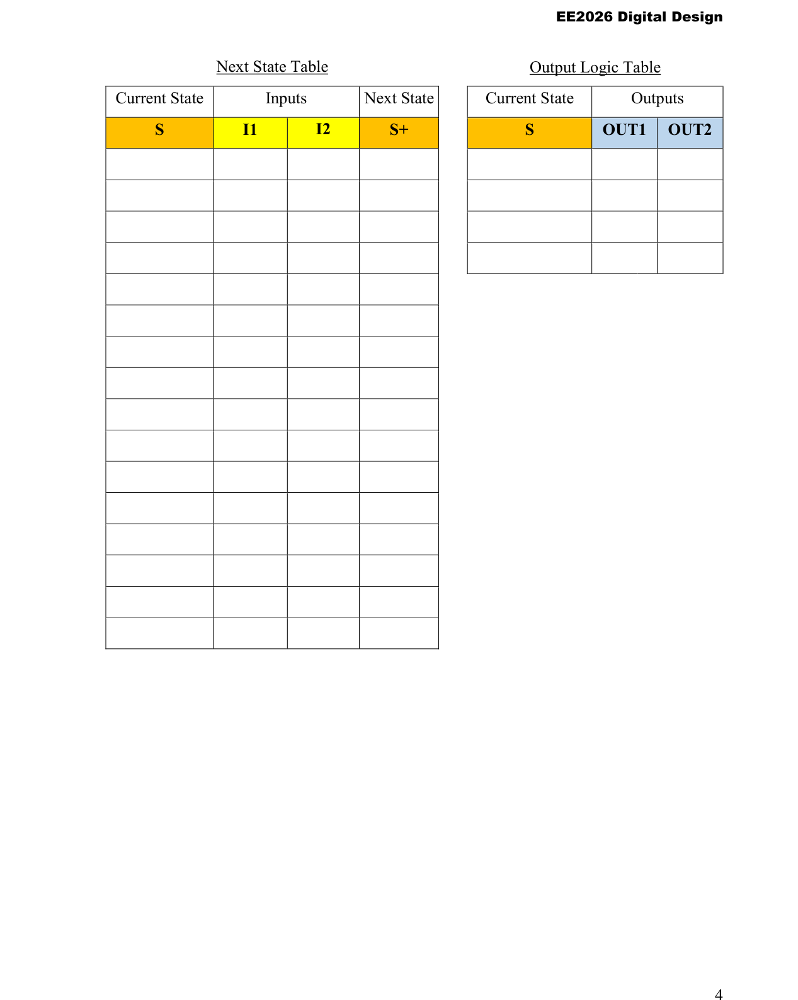 EE2026 Digital Design
Next State Table
Output Logic Table
Current State Inputs Next State
S I1 I2 S+
Current State Outputs
S OUT1 OUT2
4